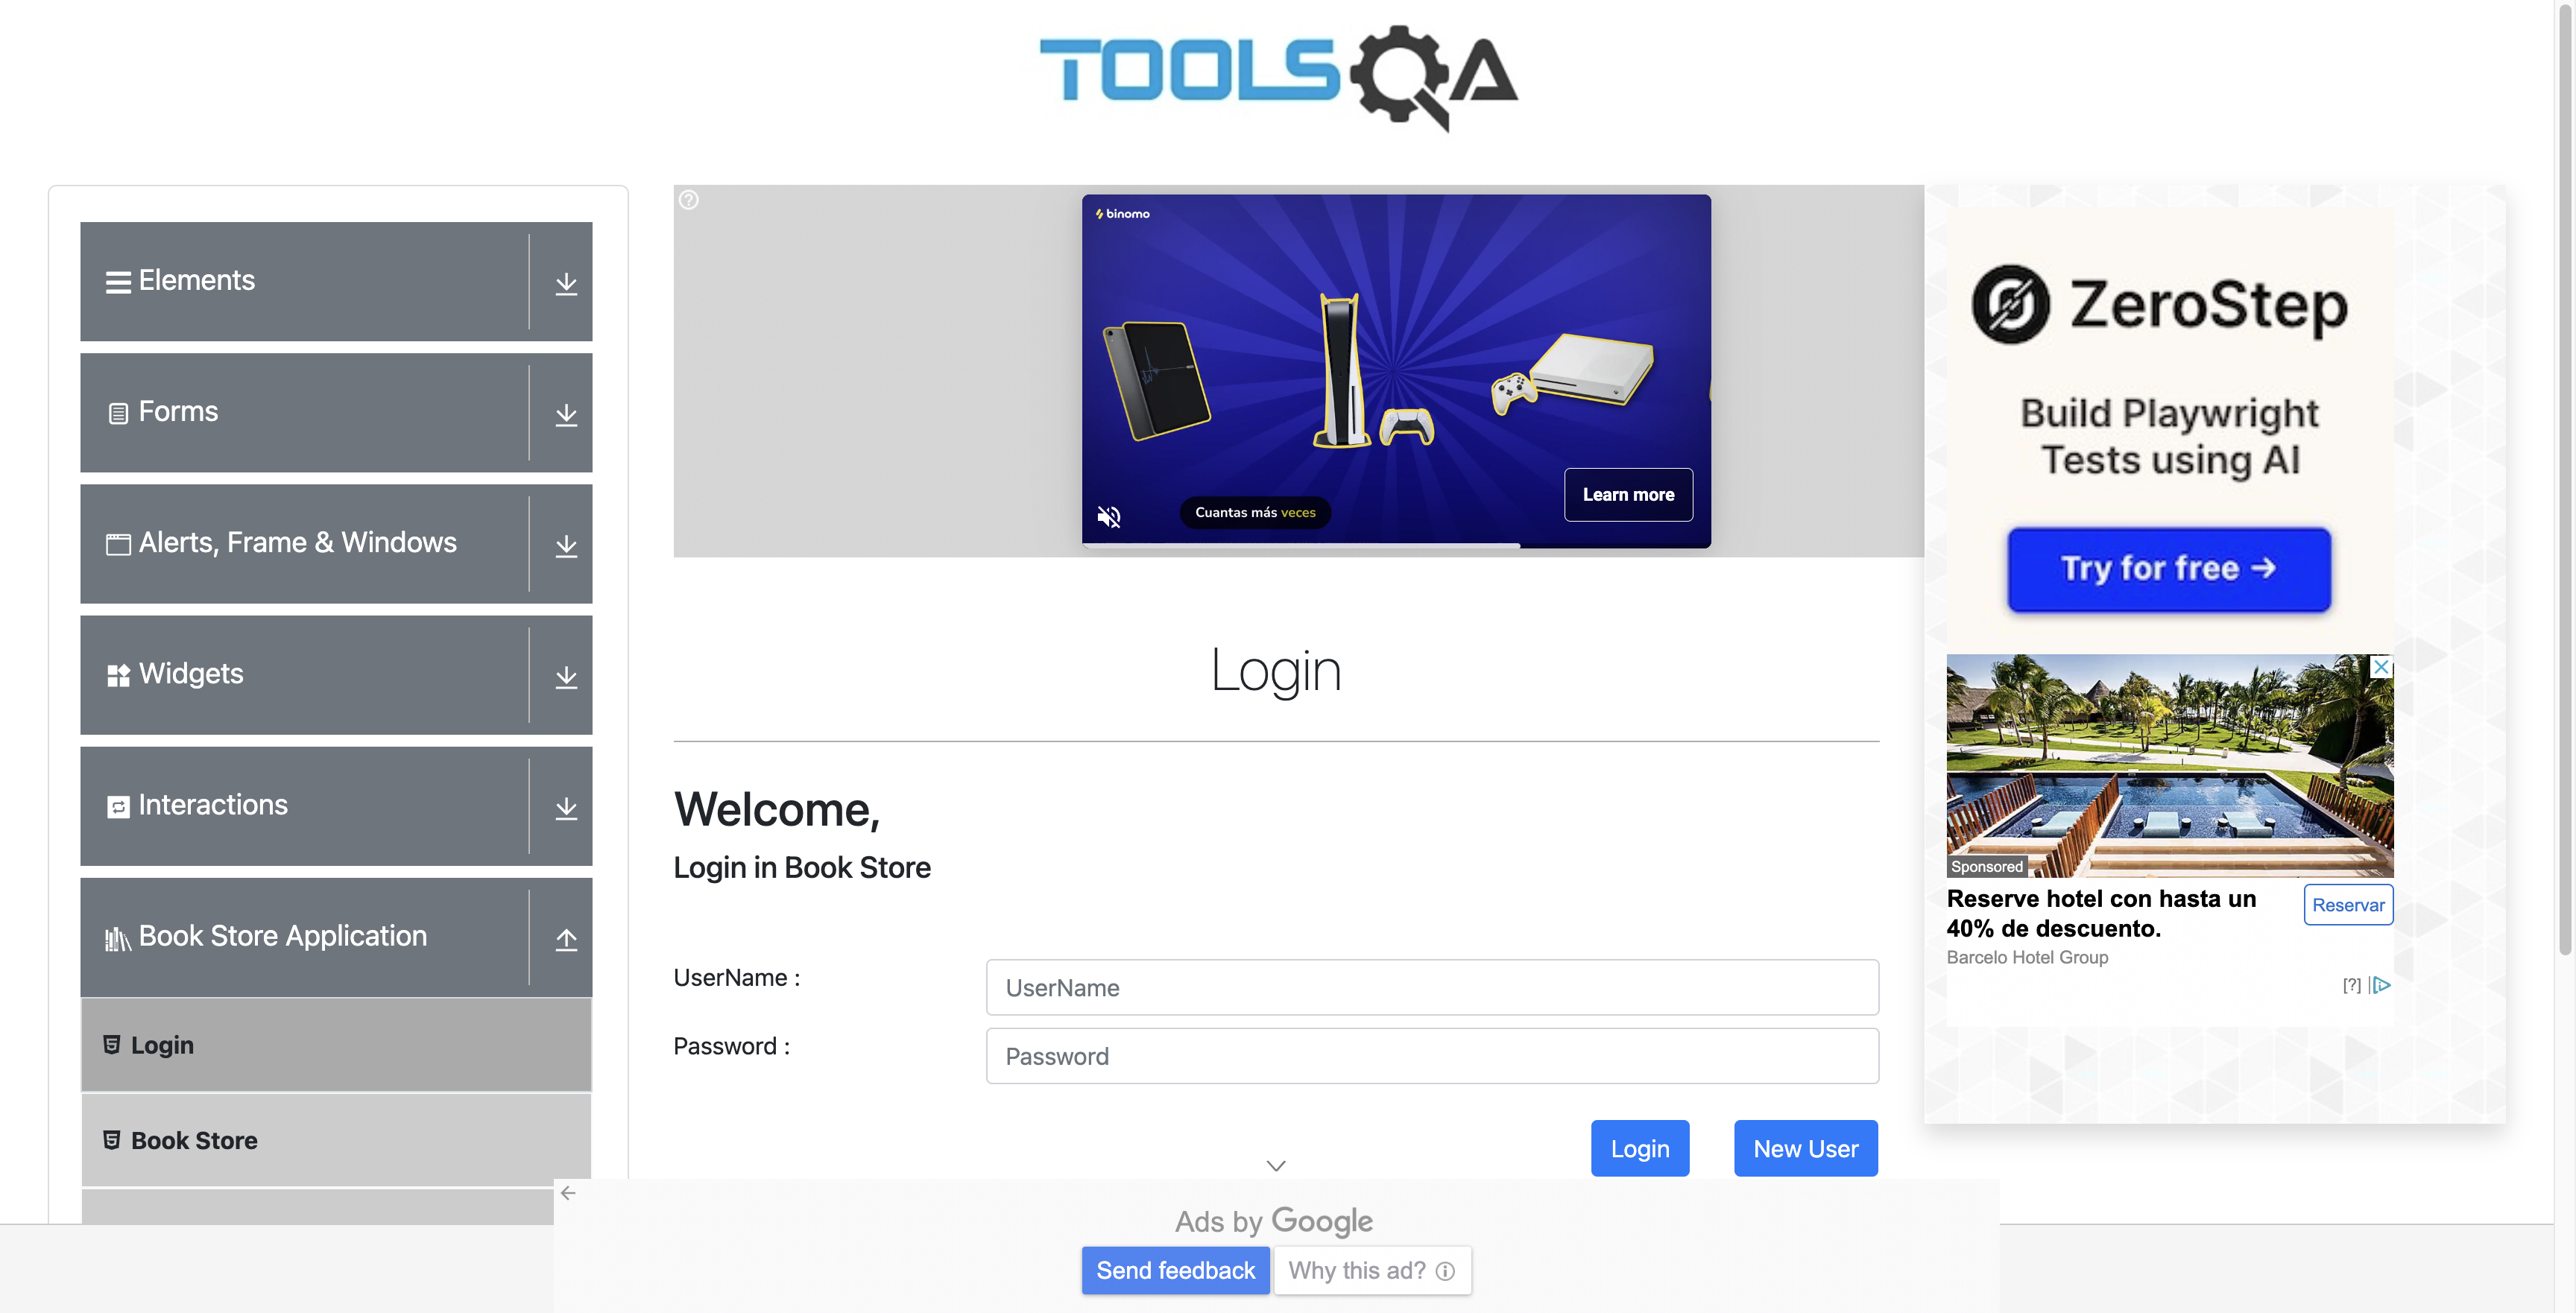 TOOLSQA
Elements
Forms
Alerts, Frame & Windows
Widgets
Interactions
Book Store Application
Login
Book Store
binomo
Cuantas más veces
Learn more
Login
Welcome,
Login in Book Store
UserName :
UserName
Password :
Password
Login
New User
ZeroStep
Build Playwright
Tests using AI
Try for free →
Sponsored
Reserve hotel con hasta un
40% de descuento.
Reservar
Barcelo Hotel Group
[?]
Ads by Google
Send feedback
Why this ad?